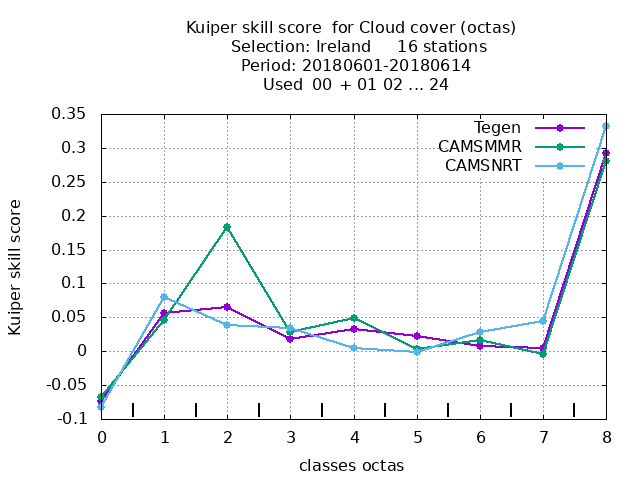 Kuiper skill score  for Cloud cover (octas)
Selection: Ireland     16 stations
Period: 20180601-20180614
Used  00 + 01 02 ... 24
Tegen
CAMSMMR
CAMSNRT
Kuiper skill score
0.35
0.3
0.25
0.2
0.15
0.1
0.05
0
-0.05
-0.1
0 1 2 3 4 5 6 7 8
classes octas